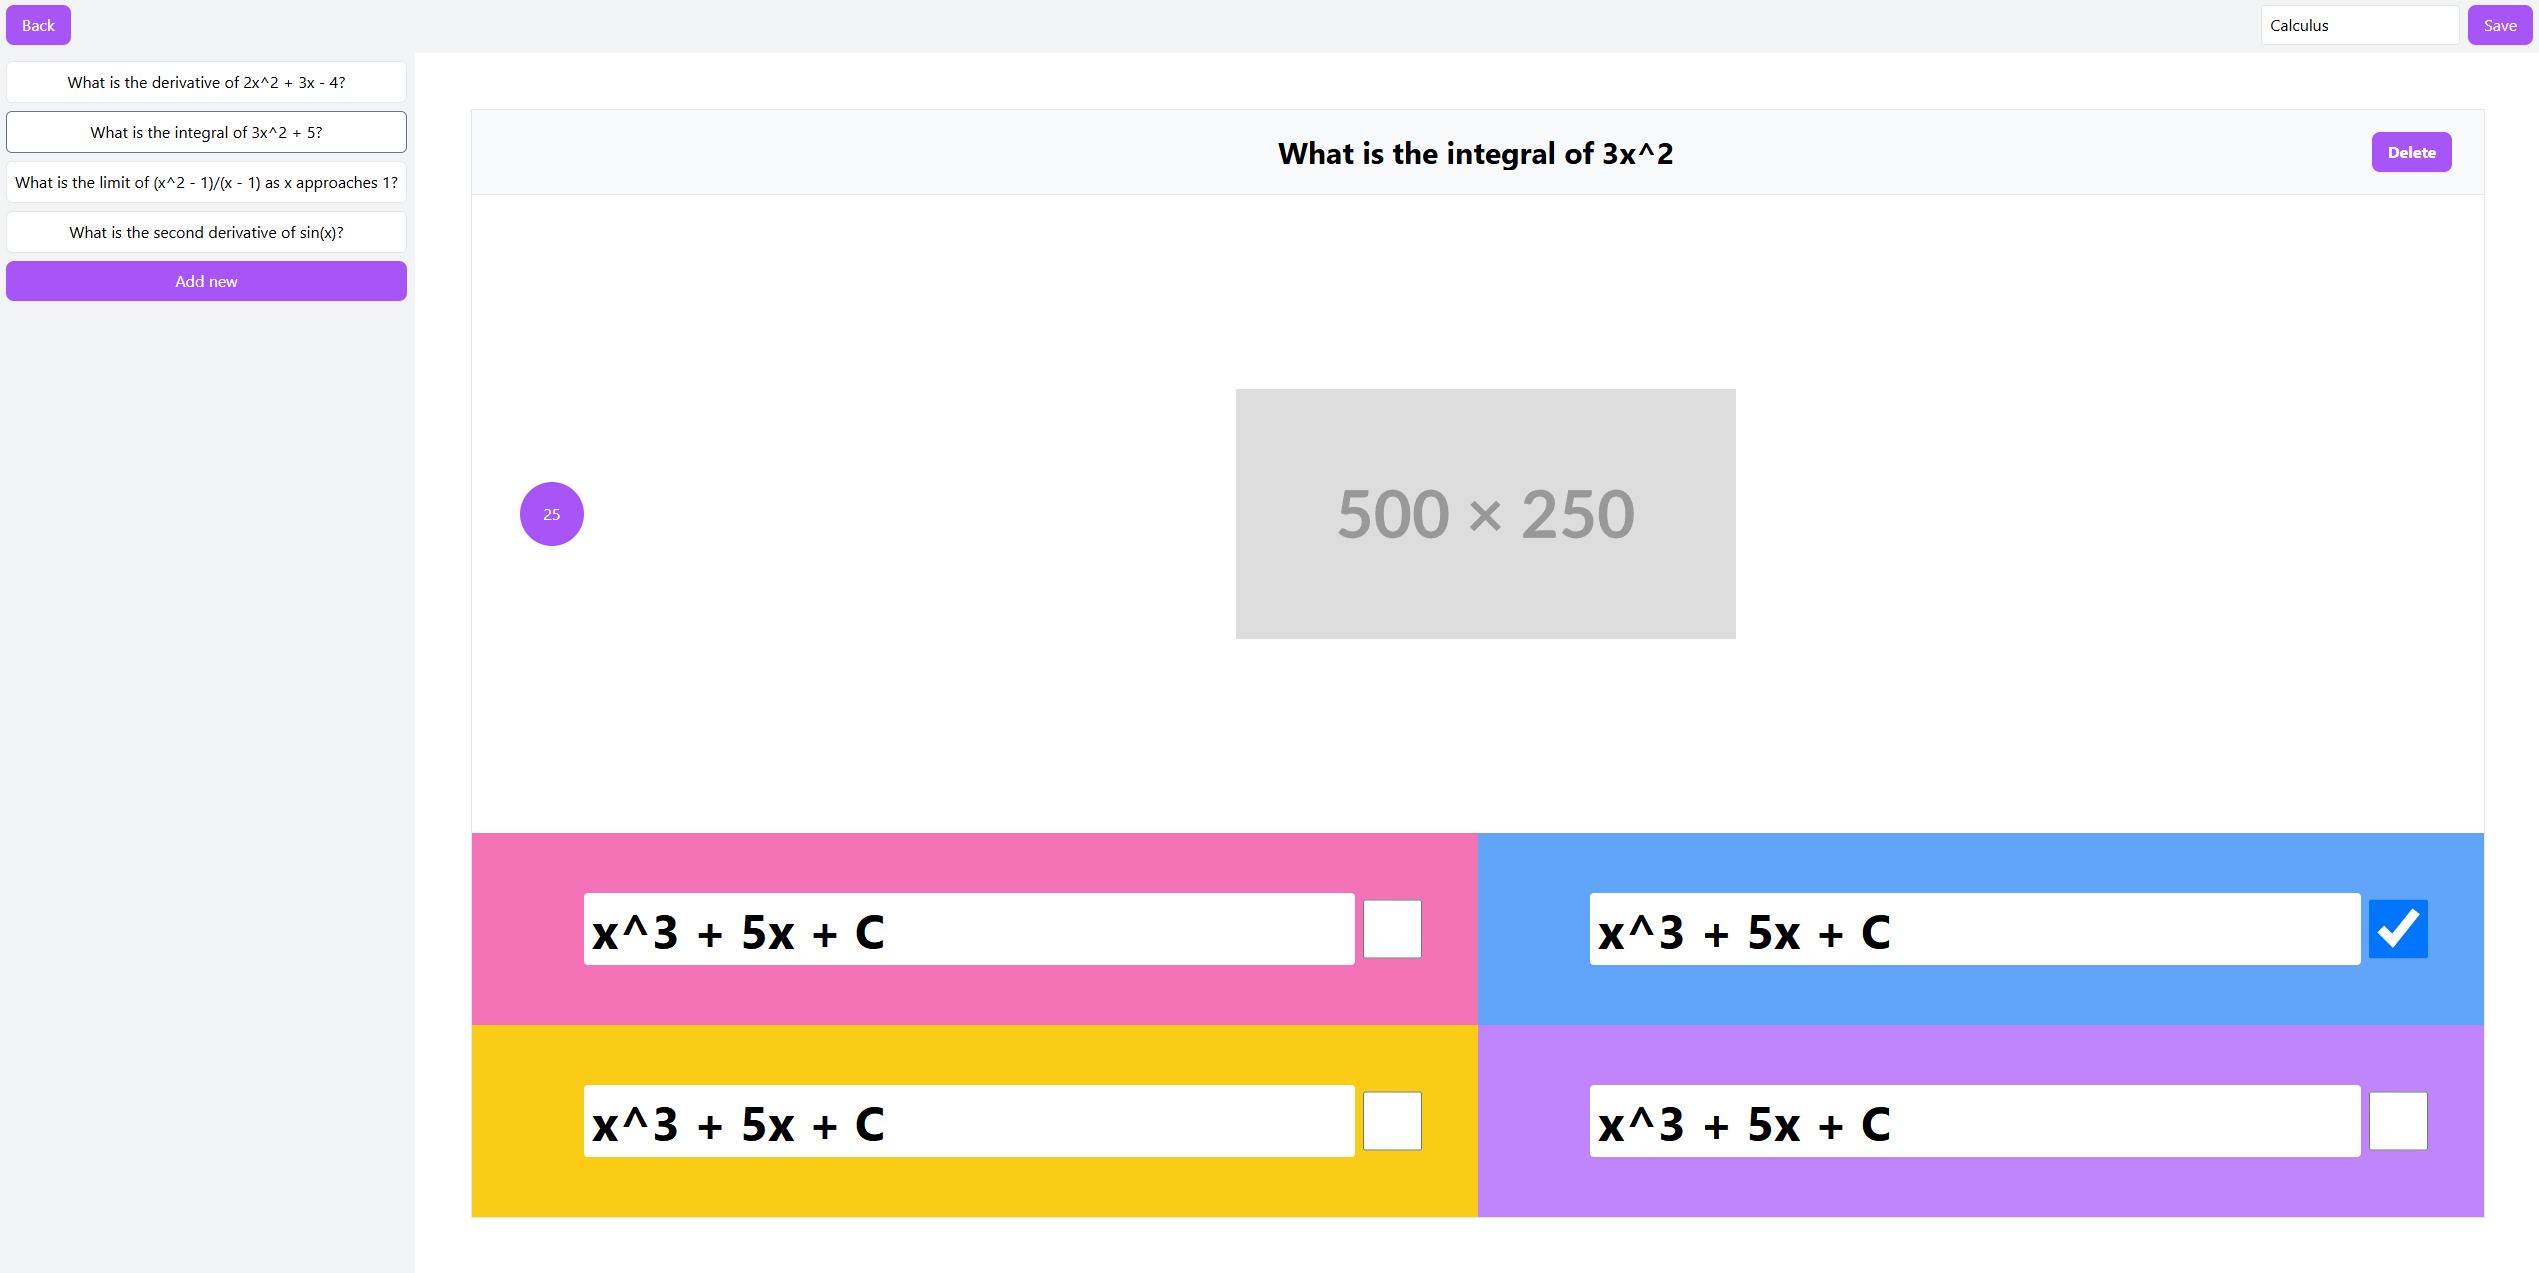 Back
Calculus
Save
What is the derivative of 2x^2 + 3x - 4?
What is the integral of 3x^2 + 5?
What is the limit of (x^2 - 1)/(x - 1) as x approaches 1?
What is the second derivative of sin(x)?
Add new
What is the integral of 3x^2
Delete
25
500 × 250
x^3 + 5x + C
x^3 + 5x + C
x^3 + 5x + C
x^3 + 5x + C